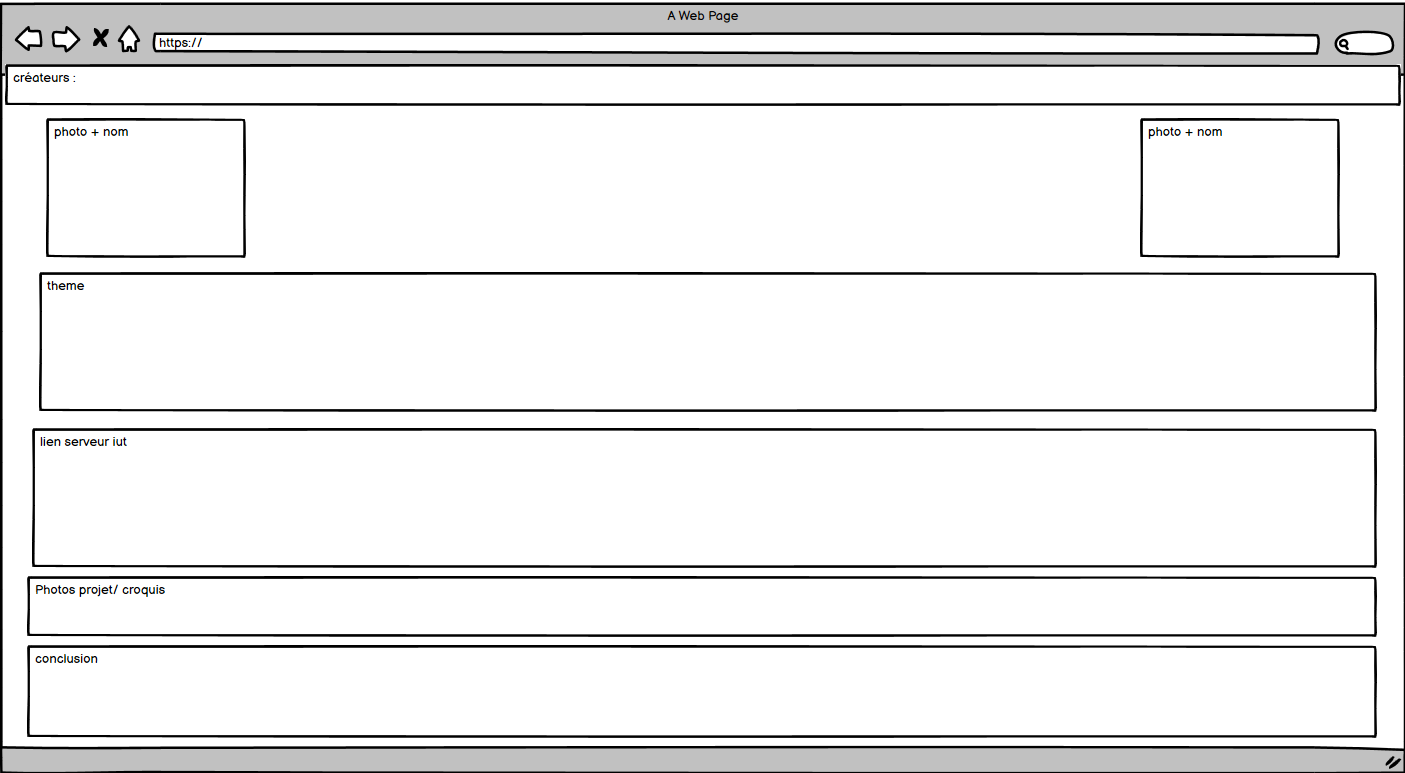 A Web Page
https://
créateurs :
photo + nom
photo + nom
theme
lien serveur iut
Photos projet/ croquis
conclusion